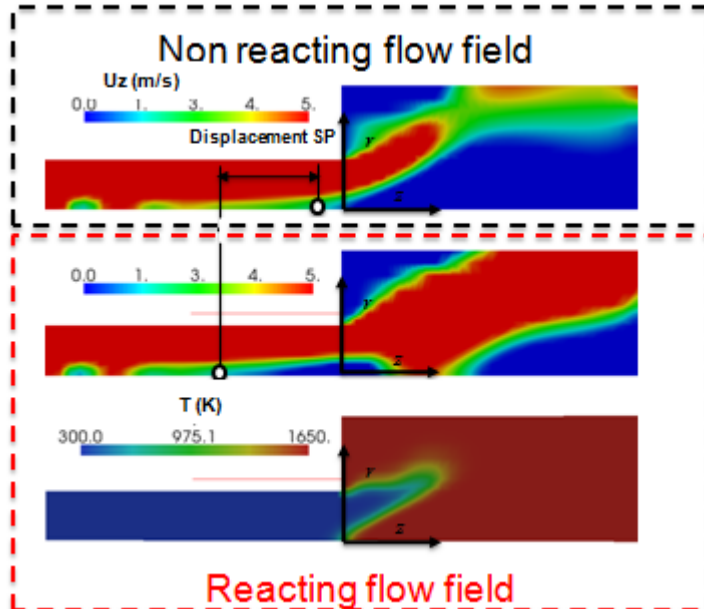 Non reacting flow field
Uz (m/s)
0.0 1. 3. 4. 5.
Displacement SP
r
z
0.0 1. 3. 4. 5.
r
z
T (K)
300.0 975.1 1650.
r
z
Reacting flow field